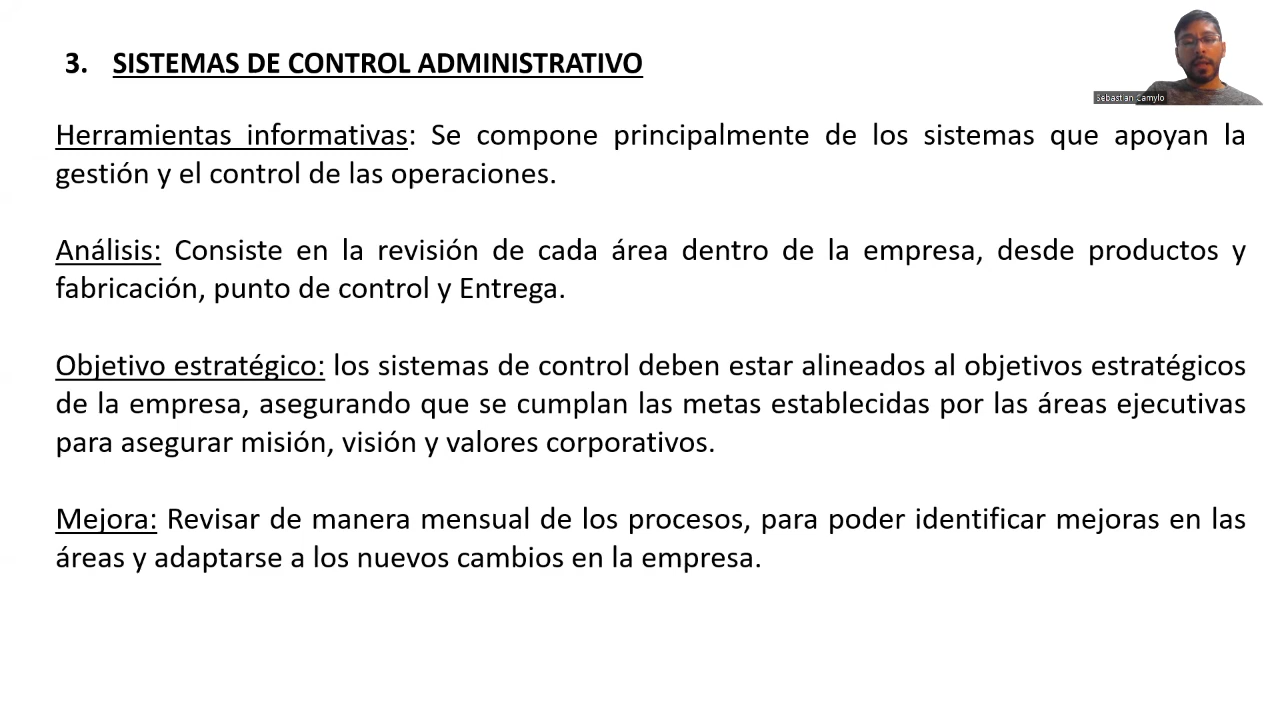 3. SISTEMAS DE CONTROL ADMINISTRATIVO
Sebastian Camylo
Herramientas informativas: Se compone principalmente de los sistemas que apoyan la
gestión y el control de las operaciones.
Análisis: Consiste en la revisión de cada área dentro de la empresa, desde productos y
fabricación, punto de control y Entrega.
Objetivo estratégico: los sistemas de control deben estar alineados al objetivos estratégicos
de la empresa, asegurando que se cumplan las metas establecidas por las áreas ejecutivas
para asegurar misión, visión y valores corporativos.
Mejora: Revisar de manera mensual de los procesos, para poder identificar mejoras en las
áreas y adaptarse a los nuevos cambios en la empresa.